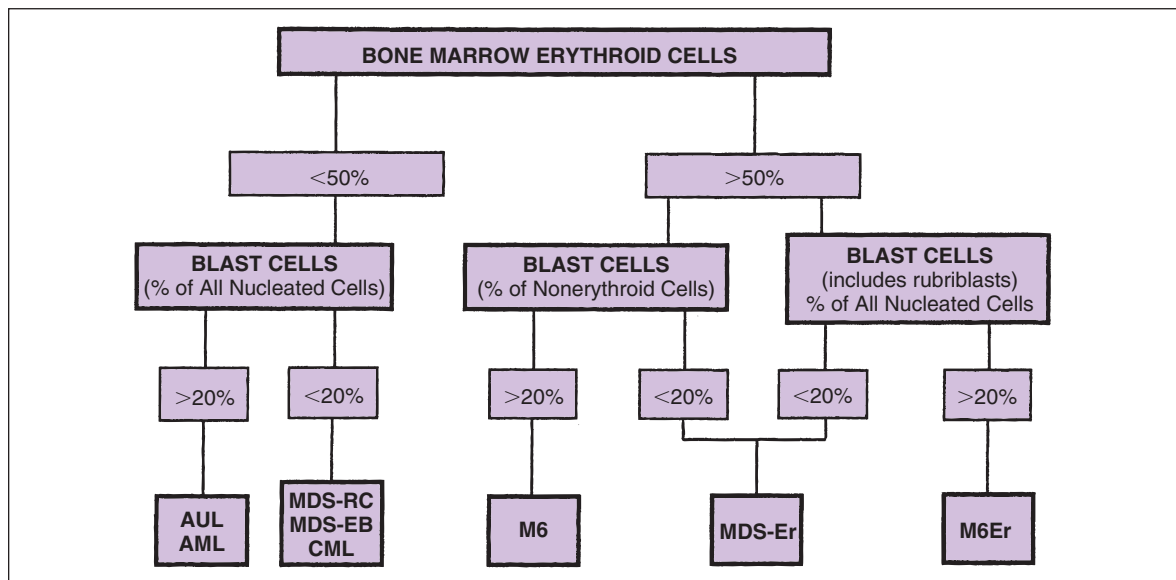 BONE MARROW ERYTHROID CELLS
<50%
>50%
BLAST CELLS
(% of All Nucleated Cells)
BLAST CELLS
(% of Nonerythroid Cells)
BLAST CELLS
(includes rubriblasts)
% of All Nucleated Cells
>20%
<20%
>20%
<20%
<20%
>20%
AUL
AML
MDS-RC
MDS-EB
CML
M6
MDS-Er
M6Er